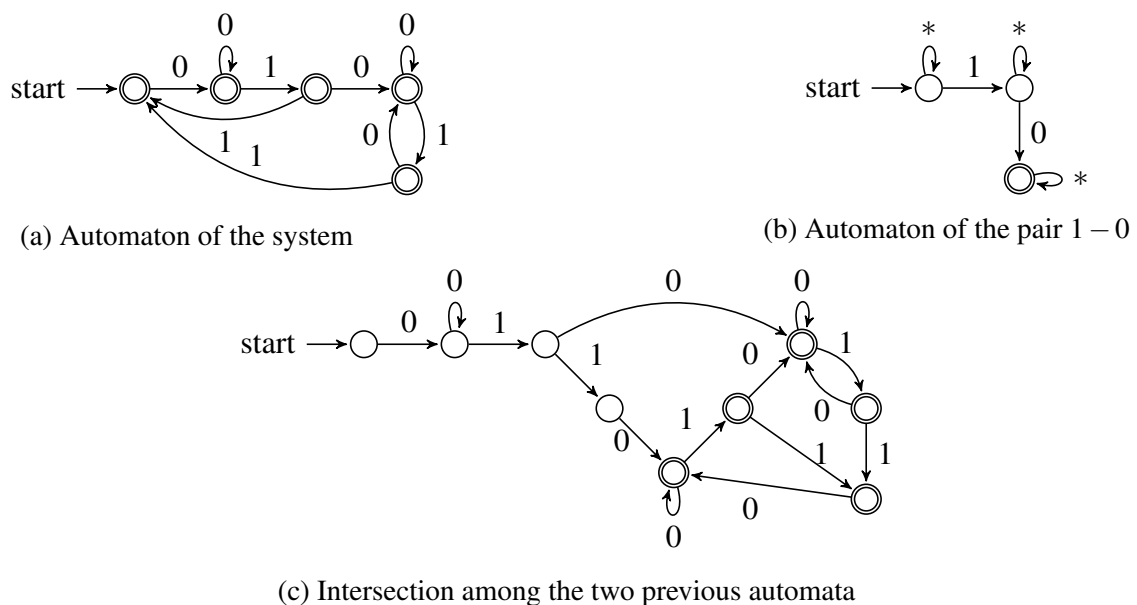 0 0
0 1 0
start
1 0 1
1
(a) Automaton of the system
* *
1
start
0
*
(b) Automaton of the pair 1 − 0
0 0 0
0 1
start
1 0 1
0
0 1 1 1
0
0
(c) Intersection among the two previous automata